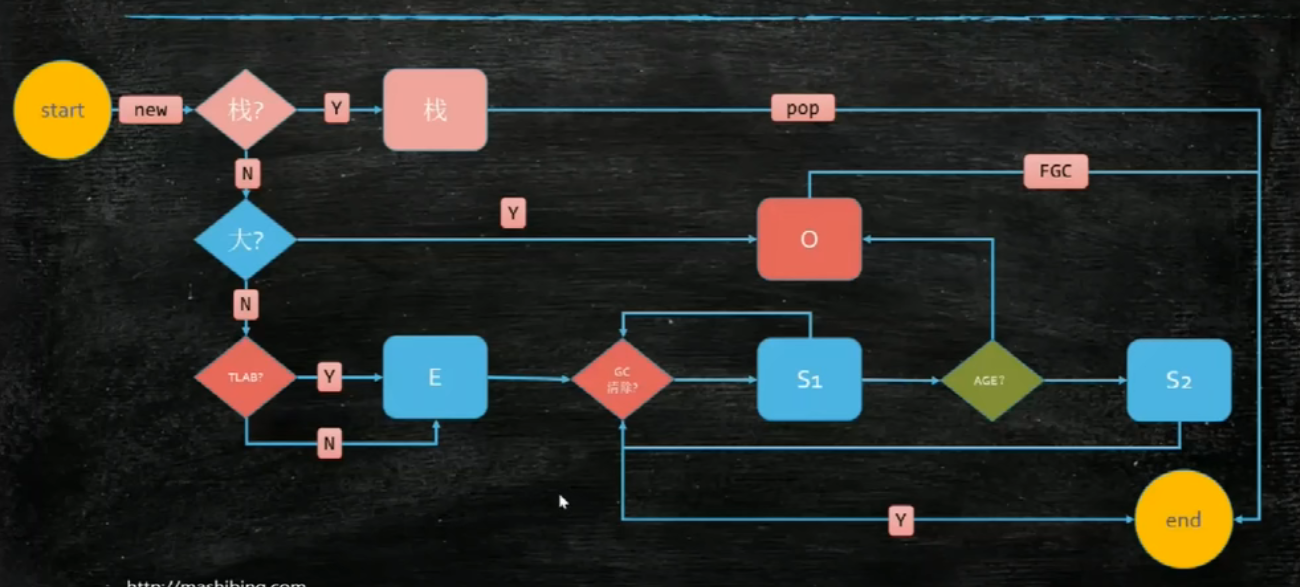 start
new
栈?
Y
栈
pop
N
FGC
Y
大?
O
N
TLAB?
Y
E
GC
清除?
S1
AGE?
S2
N
Y
end
http://mashibing.com